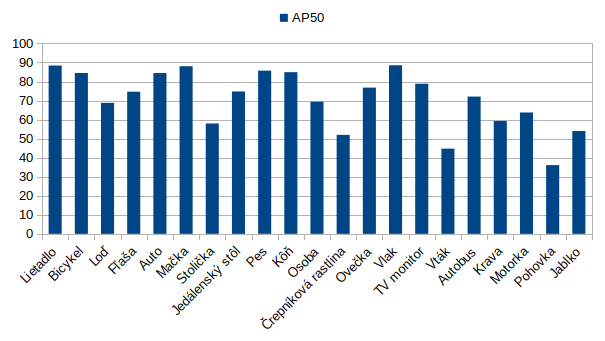 AP50
100
90
80
70
60
50
40
30
20
10
0
Lietadlo
Bicykel
Loď
Fľaša
Auto
Mačka
Stolička
Jedálenský stôl
Pes
Kôň
Osoba
Črepníková rastlina
Ovečka
Vlak
TV monitor
Vták
Autobus
Krava
Motorka
Pohovka
Jablko